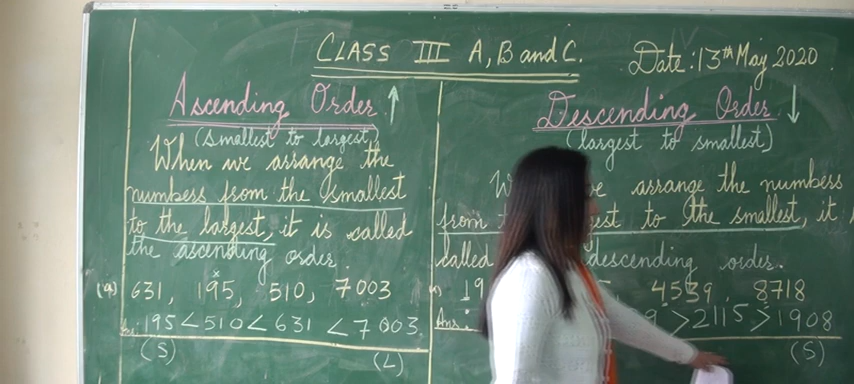 CLASS III A, B and C.
Date: 13th May 2020
Ascending Order ↑
(smallest to largest)
When we arrange the
numbers from the smallest
to the largest, it is called
the ascending order
(a) 631, 195, 510, 7003
Ans: 195 < 510 < 631 < 7003
(S) (L)
Descending Order ↓
(largest to smallest)
arrange the numbers
from to the smallest, it
called descending order.
4539, 8718
Ans: > 2115 > 1908
(S)